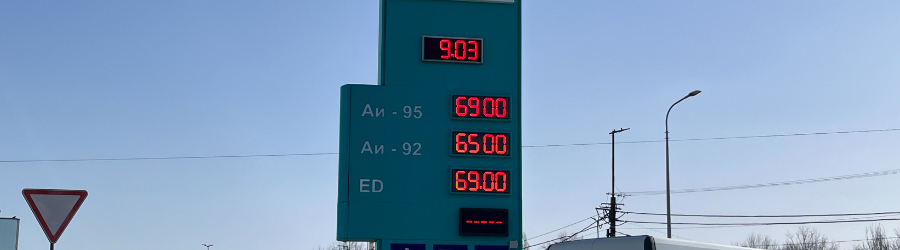 9.03
Аи - 95 69.00
Аи - 92 65.00
ED 69.00
-----